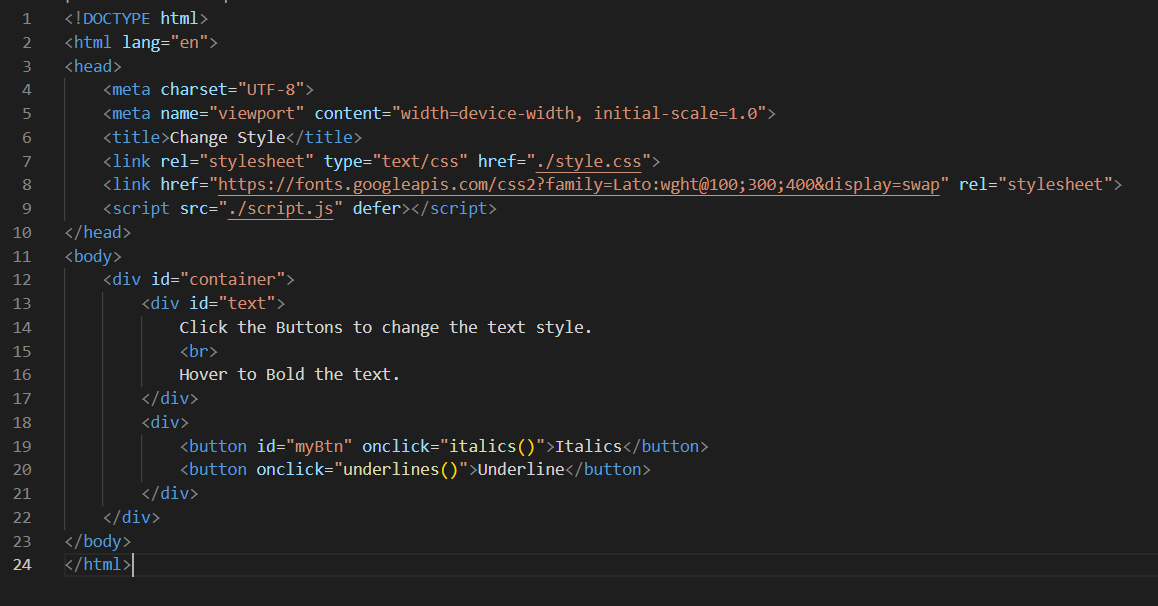 1 <!DOCTYPE html>
2 <html lang="en">
3 <head>
4     <meta charset="UTF-8">
5     <meta name="viewport" content="width=device-width, initial-scale=1.0">
6     <title>Change Style</title>
7     <link rel="stylesheet" type="text/css" href="./style.css">
8     <link href="https://fonts.googleapis.com/css2?family=Lato:wght@100;300;400&display=swap" rel="stylesheet">
9     <script src="./script.js" defer></script>
10 </head>
11 <body>
12     <div id="container">
13         <div id="text">
14             Click the Buttons to change the text style.
15             <br>
16             Hover to Bold the text.
17         </div>
18         <div>
19             <button id="myBtn" onclick="italics()">Italics</button>
20             <button onclick="underlines()">Underline</button>
21         </div>
22     </div>
23 </body>
24 </html>